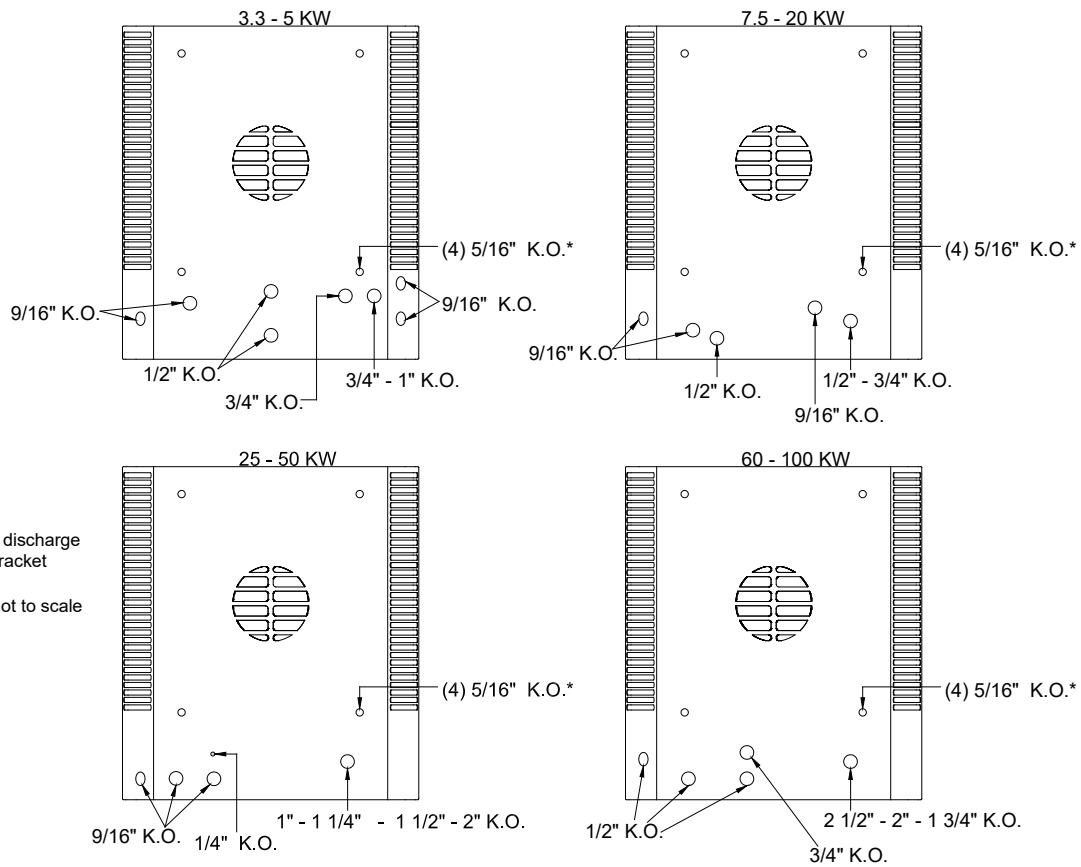 3.3 - 5 KW
(4) 5/16" K.O.*
9/16" K.O.
9/16" K.O.
1/2" K.O.
3/4" - 1" K.O.
3/4" K.O.
7.5 - 20 KW
(4) 5/16" K.O.*
9/16" K.O.
1/2" K.O.
1/2" - 3/4" K.O.
9/16" K.O.
discharge
racket
ot to scale
25 - 50 KW
(4) 5/16" K.O.*
9/16" K.O.
1/4" K.O.
1" - 1 1/4" - 1 1/2" - 2" K.O.
60 - 100 KW
(4) 5/16" K.O.*
1/2" K.O.
2 1/2" - 2" - 1 3/4" K.O.
3/4" K.O.